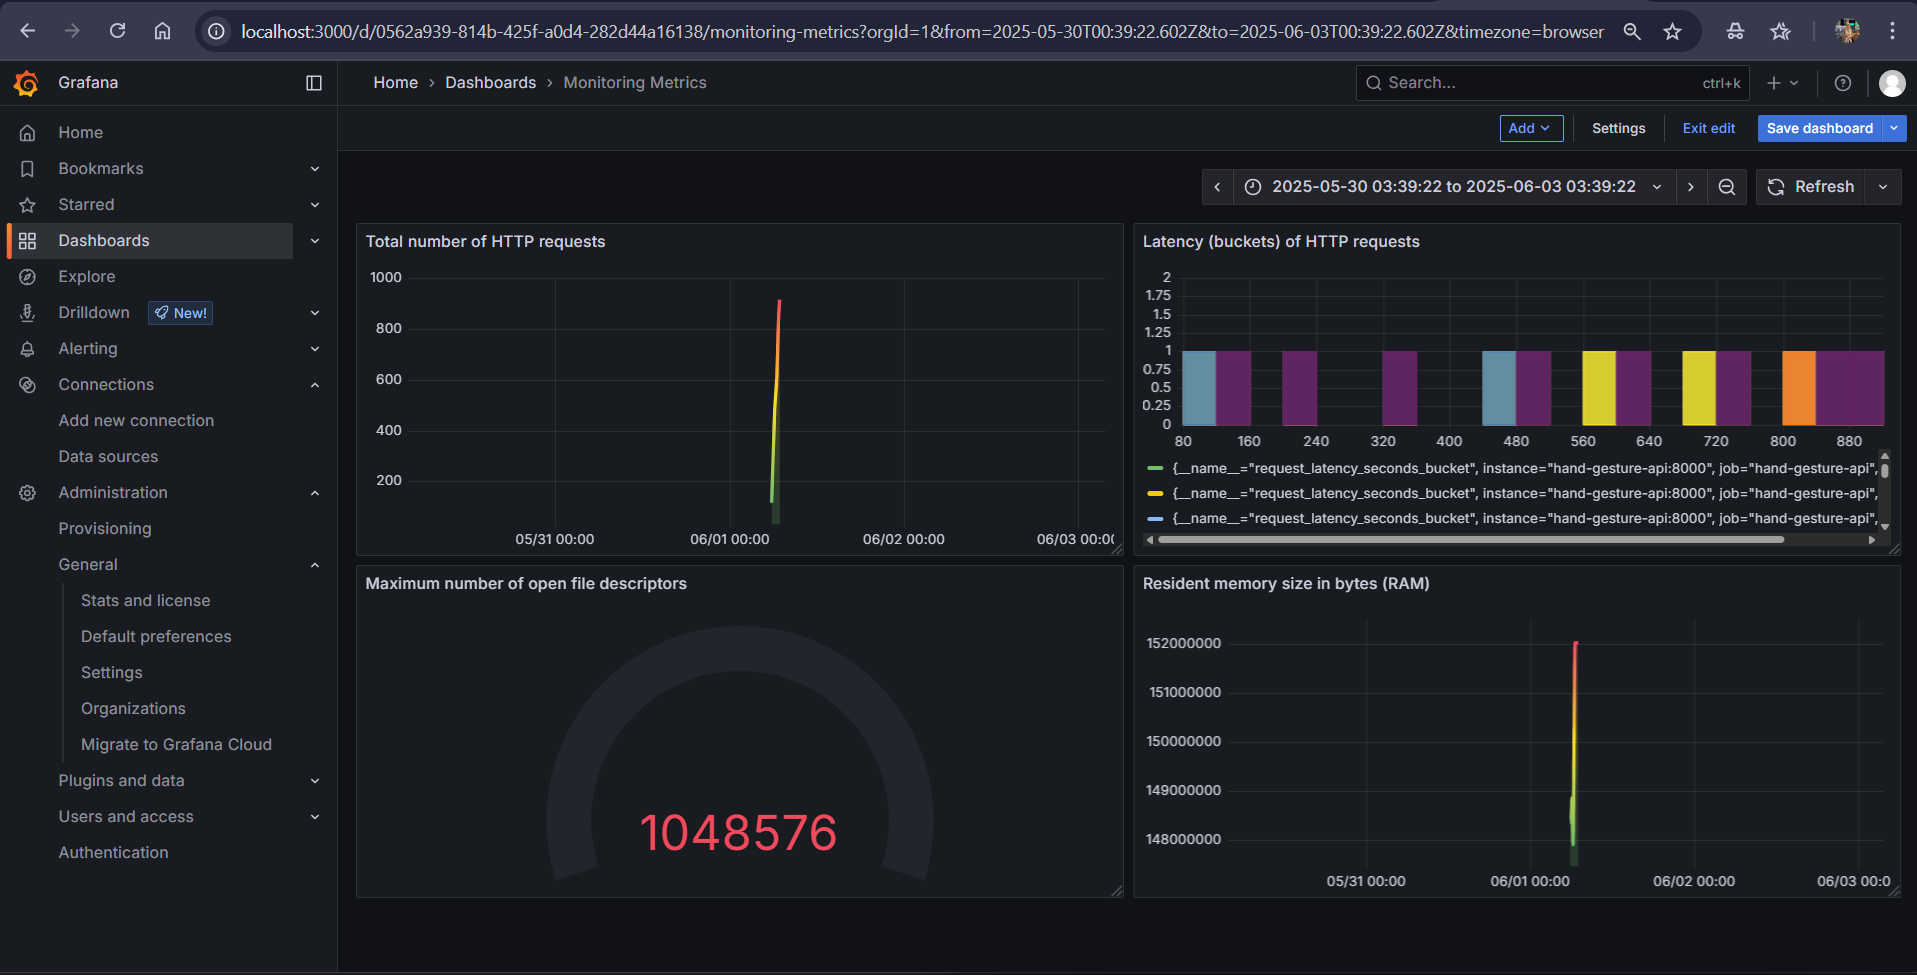 localhost:3000/d/0562a939-814b-425f-a0d4-282d44a16138/monitoring-metrics?orgId=1&from=2025-05-30T00:39:22.602Z&to=2025-06-03T00:39:22.602Z&timezone=browser
Grafana
Home › Dashboards › Monitoring Metrics
Search... ctrl+k
Add Settings Exit edit Save dashboard
Home
Bookmarks
Starred
Dashboards
Explore
Drilldown New!
Alerting
Connections
Add new connection
Data sources
Administration
Provisioning
General
Stats and license
Default preferences
Settings
Organizations
Migrate to Grafana Cloud
Plugins and data
Users and access
Authentication
2025-05-30 03:39:22 to 2025-06-03 03:39:22 Refresh
Total number of HTTP requests
1000
800
600
400
200
05/31 00:00 06/01 00:00 06/02 00:00 06/03 00:00
Latency (buckets) of HTTP requests
2
1.75
1.5
1.25
1
0.75
0.5
0.25
0
80 160 240 320 400 480 560 640 720 800 880
{__name__="request_latency_seconds_bucket", instance="hand-gesture-api:8000", job="hand-gesture-api",
{__name__="request_latency_seconds_bucket", instance="hand-gesture-api:8000", job="hand-gesture-api",
{__name__="request_latency_seconds_bucket", instance="hand-gesture-api:8000", job="hand-gesture-api",
Maximum number of open file descriptors
1048576
Resident memory size in bytes (RAM)
152000000
151000000
150000000
149000000
148000000
05/31 00:00 06/01 00:00 06/02 00:00 06/03 00:0